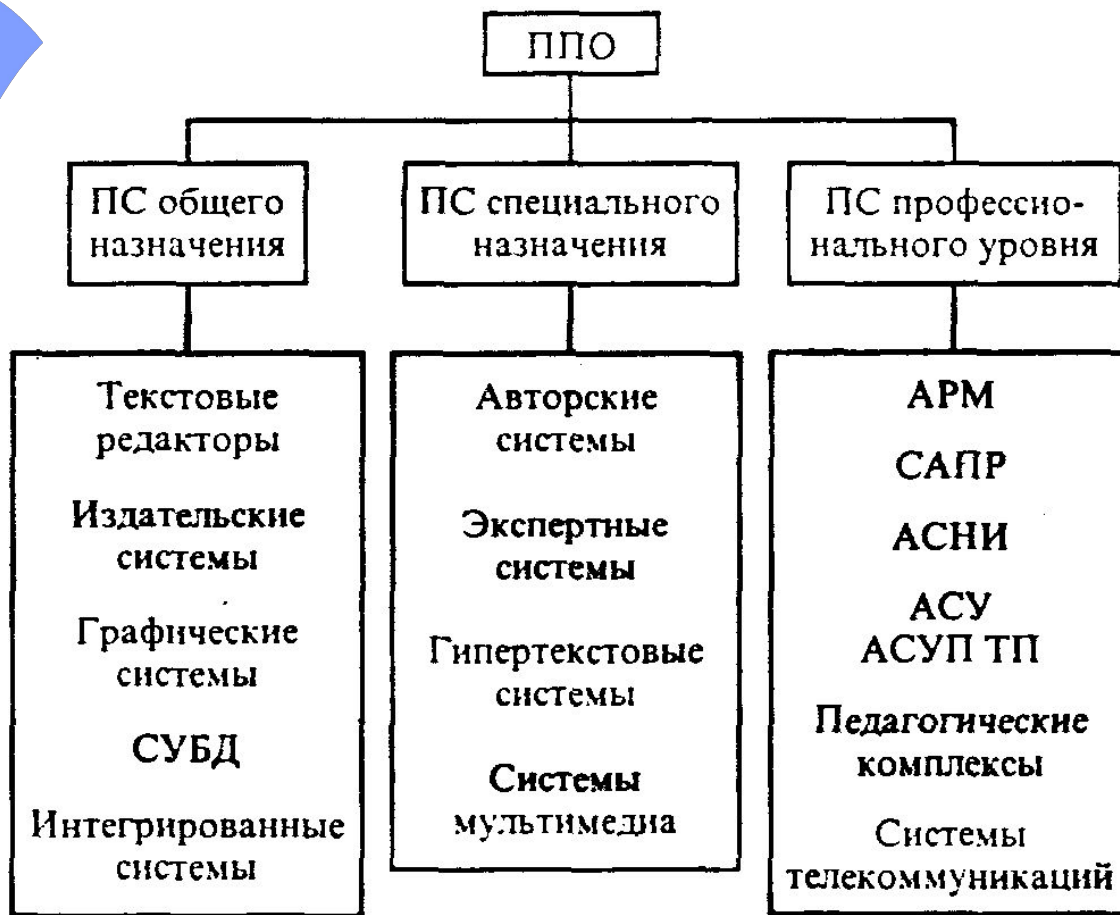 ППО
ПС общего
назначения
ПС специального
назначения
ПС профессио-
нального уровня
Текстовые
редакторы
Издательские
системы
Графические
системы
СУБД
Интегрированные
системы
Авторские
системы
Экспертные
системы
Гипертекстовые
системы
Системы
мультимедиа
АРМ
САПР
АСНИ
АСУ
АСУП ТП
Педагогические
комплексы
Системы
телекоммуникаций